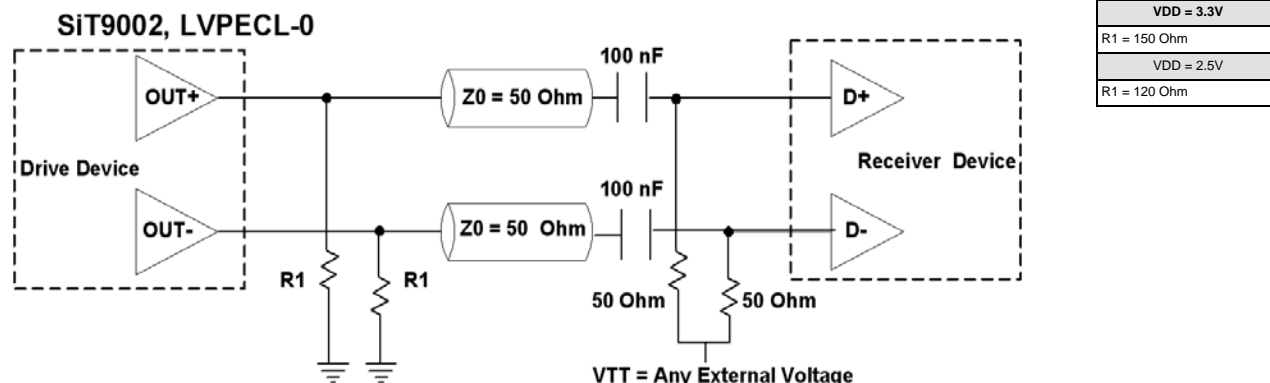 SiT9002, LVPECL-0
VDD = 3.3V
R1 = 150 Ohm
VDD = 2.5V
R1 = 120 Ohm
100 nF
OUT+
Z0 = 50 Ohm
D+
Drive Device
Receiver Device
100 nF
OUT-
Z0 = 50 Ohm
D-
R1
R1
50 Ohm
50 Ohm
VTT = Any External Voltage